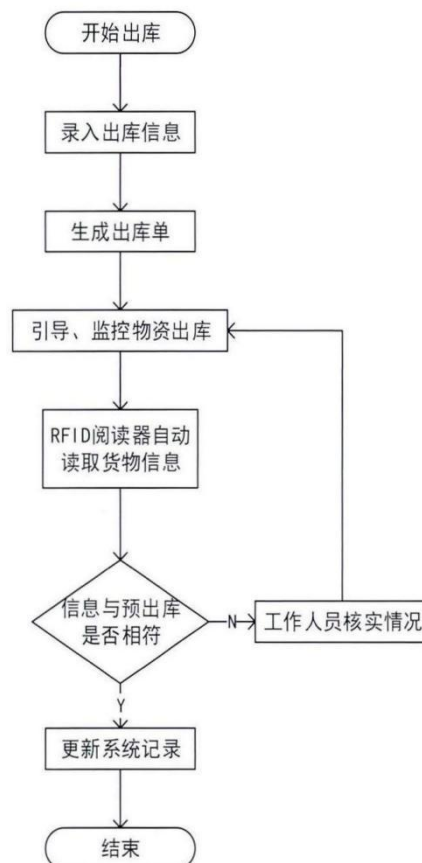 开始出库
录入出库信息
生成出库单
引导、监控物资出库
RFID阅读器自动
读取货物信息
信息与预出库
是否相符
N
工作人员核实情况
Y
更新系统记录
结束